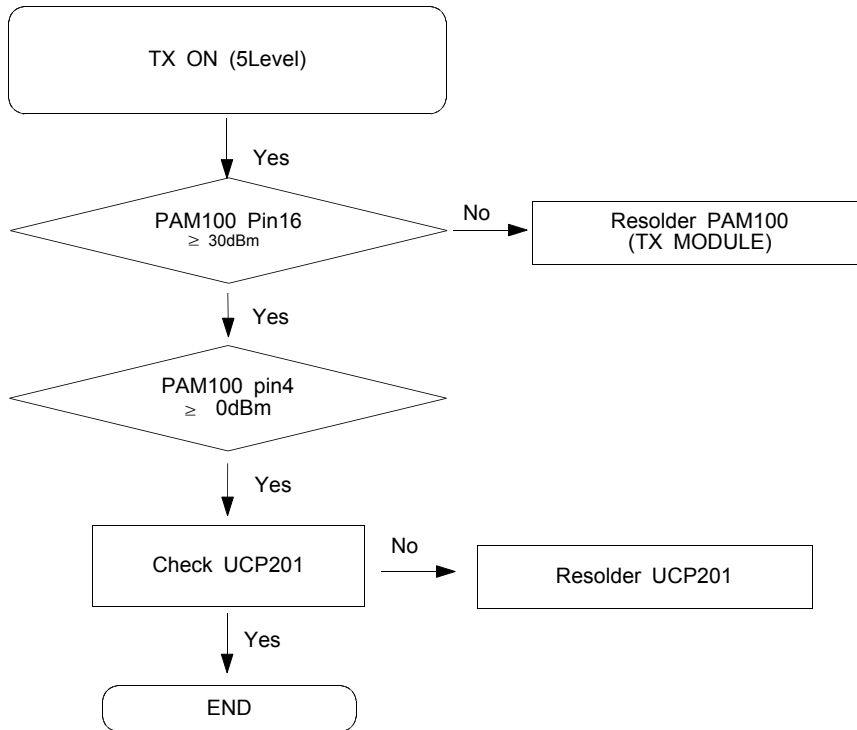 TX ON (5Level)
Yes
PAM100 Pin16
≥ 30dBm
No
Resolder PAM100
(TX MODULE)
Yes
PAM100 pin4
≥ 0dBm
Yes
Check UCP201
No
Resolder UCP201
Yes
END